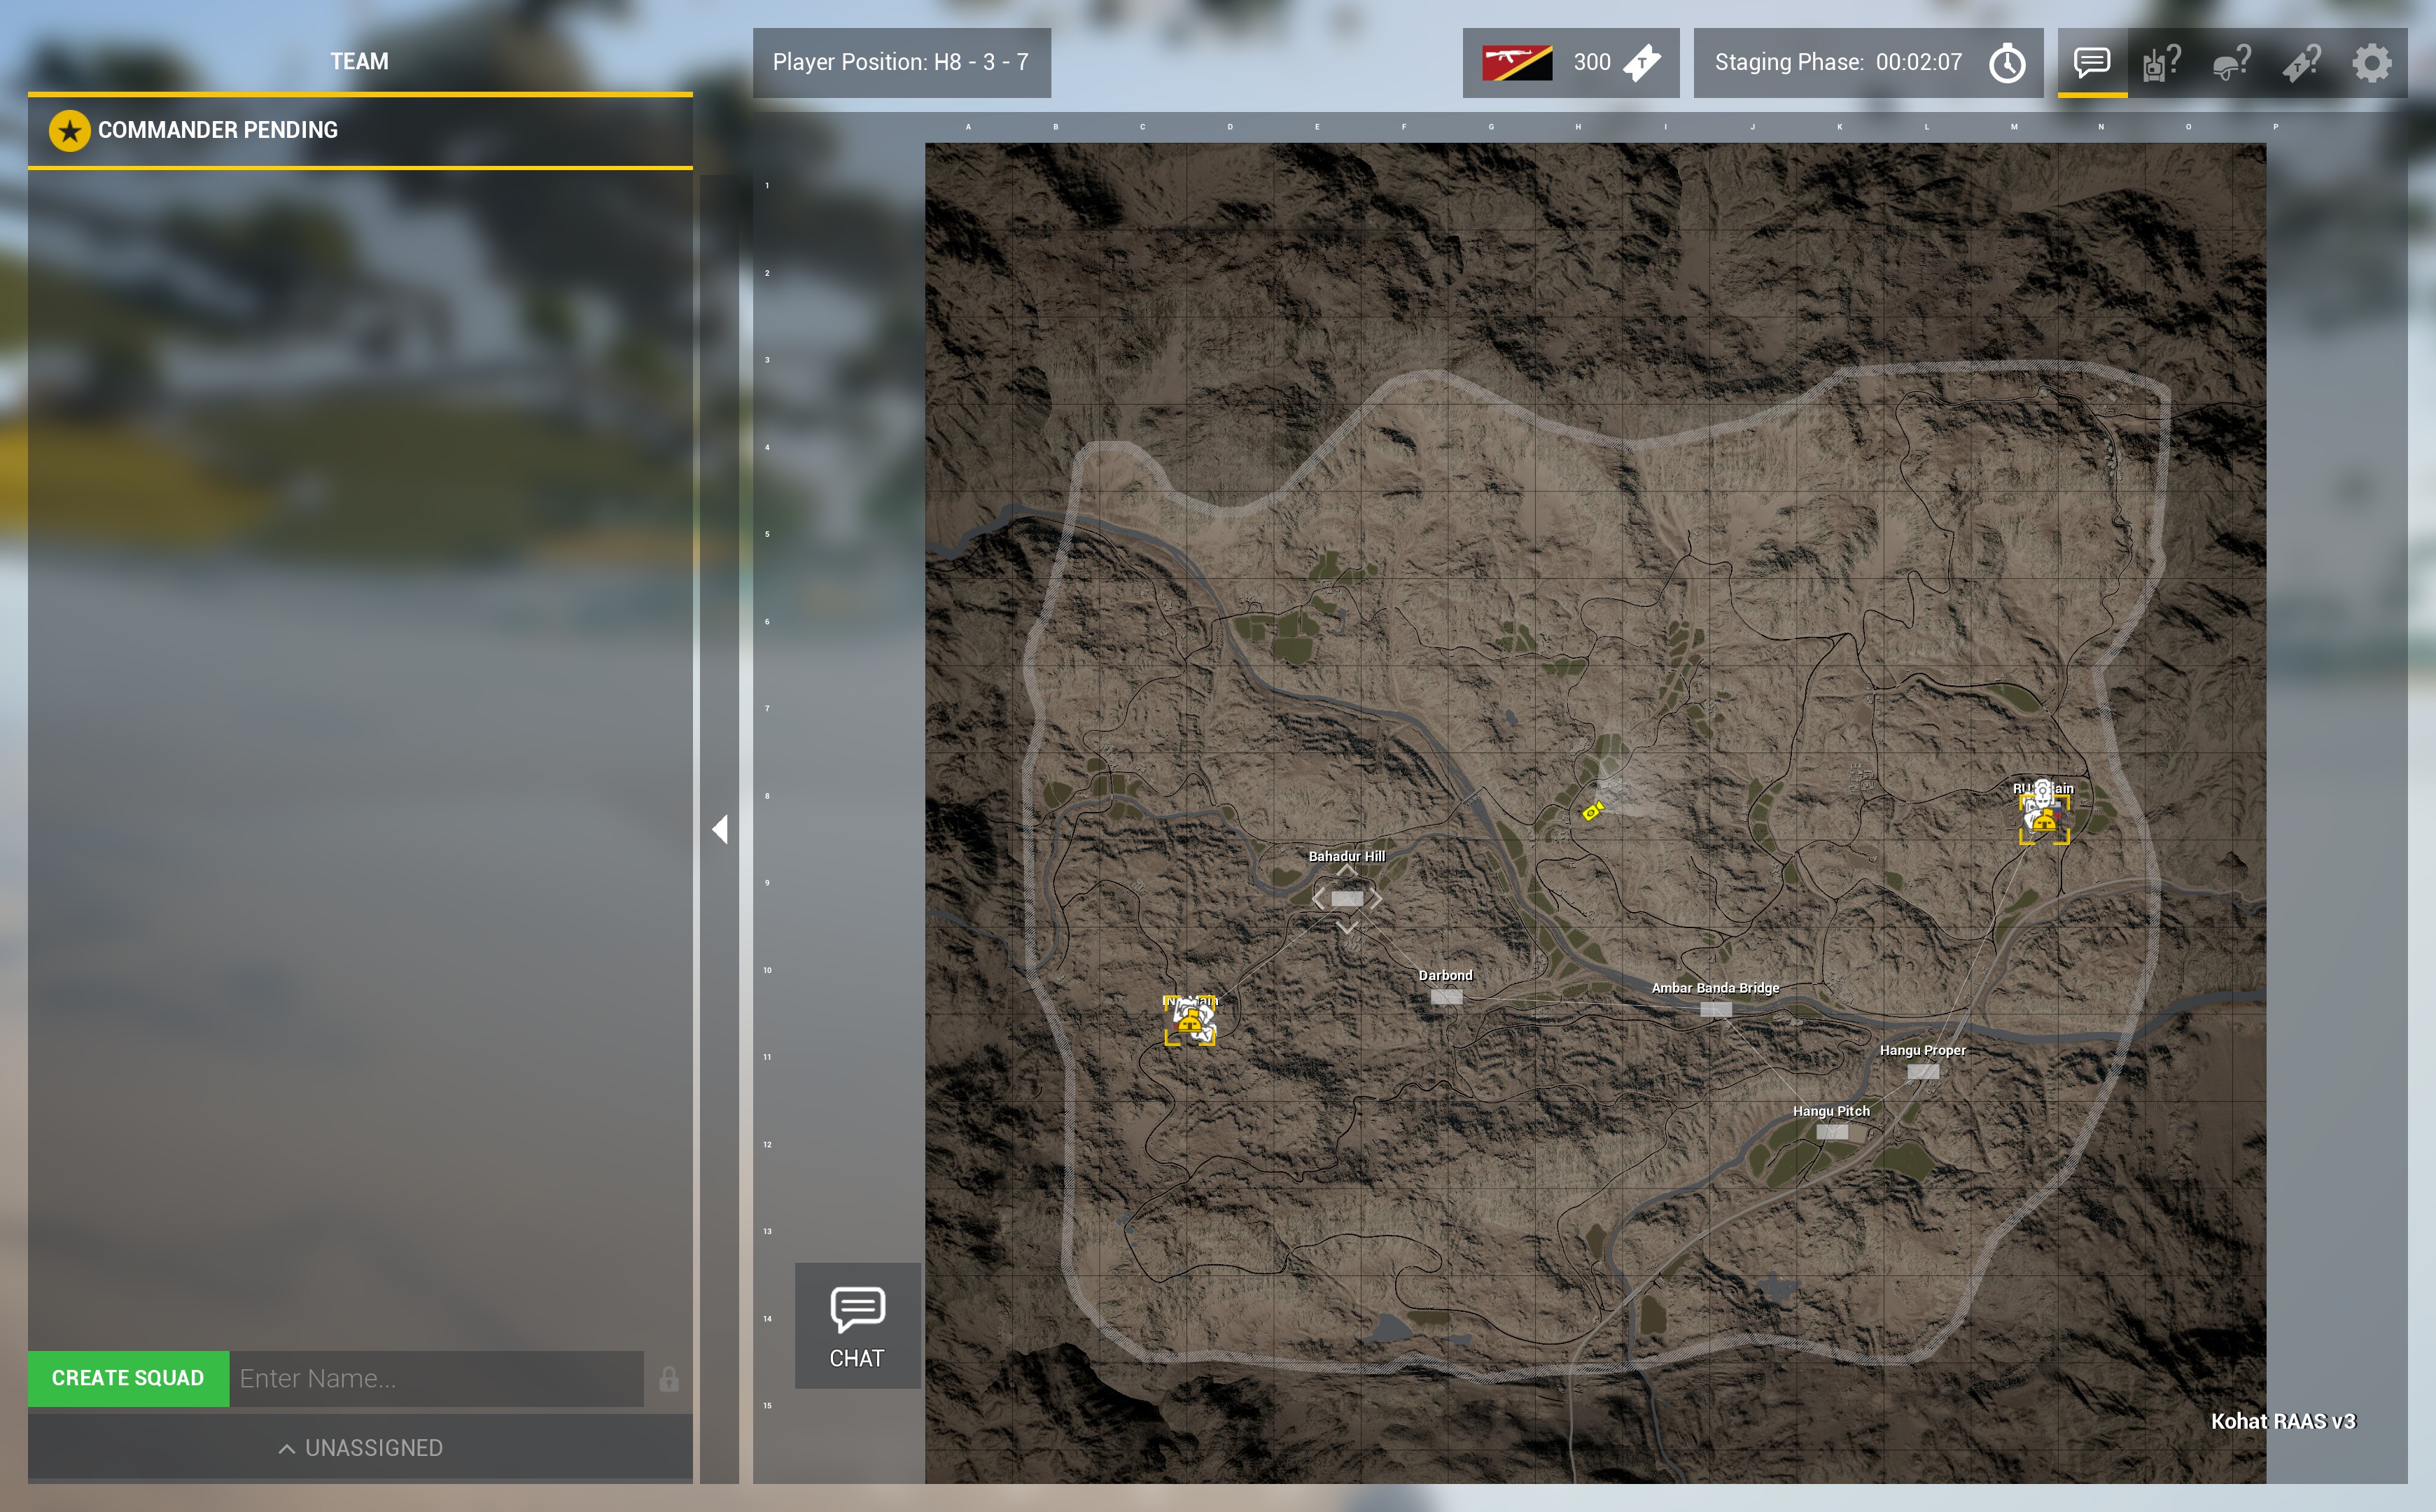 TEAM
COMMANDER PENDING
CREATE SQUAD
Enter Name...
UNASSIGNED
Player Position: H8 - 3 - 7
300
Staging Phase: 00:02:07
A B C D E F G H I J K L M N O P
1
2
3
4
5
6
7
8
9
10
11
12
13
14
15
Bahadur Hill
Darbond
Ambar Banda Bridge
Hangu Proper
Hangu Pitch
CHAT
Kohat RAAS v3